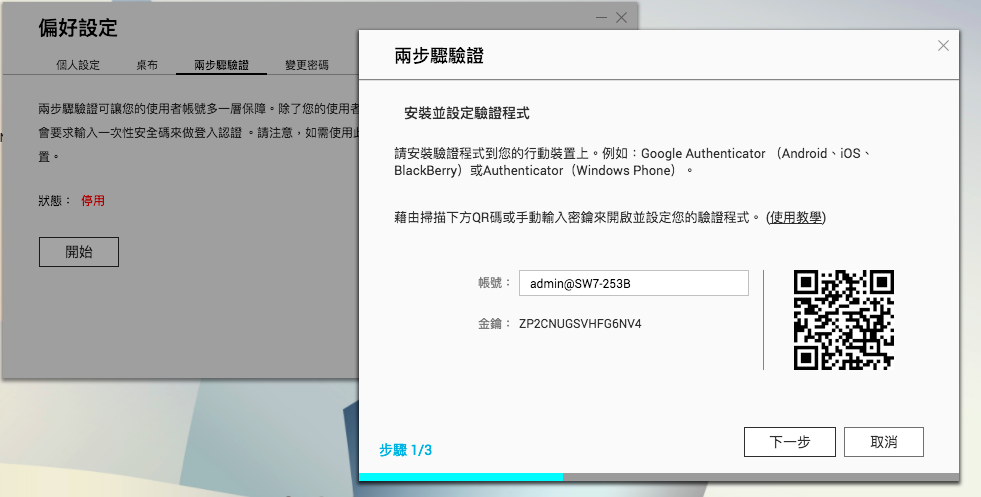 偏好設定
個人設定
桌布
兩步驟驗證
變更密碼
兩步驟驗證可讓您的使用者帳號多一層保障。除了您的使用者
會要求輸入一次性安全碼來做登入認證 。請注意，如需使用此
置。
狀態： 停用
開始
兩步驟驗證
安裝並設定驗證程式
請安裝驗證程式到您的行動裝置上。例如：Google Authenticator （Android、iOS、
BlackBerry）或Authenticator（Windows Phone）。
藉由掃描下方QR碼或手動輸入密鑰來開啟並設定您的驗證程式。 (使用教學)
帳號： admin@SW7-253B
金鑰： ZP2CNUGSVHFG6NV4
步驟 1/3
下一步
取消